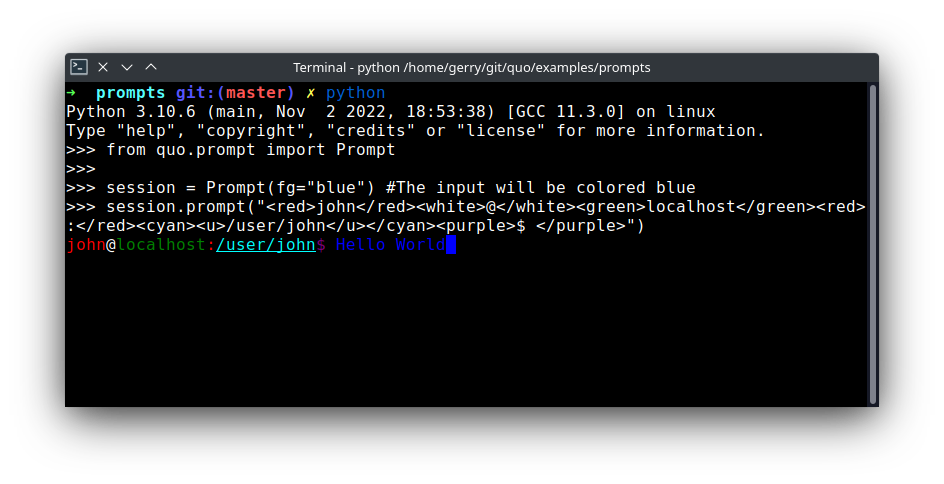 Terminal - python /home/gerry/git/quo/examples/prompts
➜  prompts git:(master) ✗ python
Python 3.10.6 (main, Nov  2 2022, 18:53:38) [GCC 11.3.0] on linux
Type "help", "copyright", "credits" or "license" for more information.
>>> from quo.prompt import Prompt
>>>
>>> session = Prompt(fg="blue") #The input will be colored blue
>>> session.prompt("<red>john</red><white>@</white><green>localhost</green><red>
:</red><cyan><u>/user/john</u></cyan><purple>$ </purple>")
john@localhost:/user/john$ Hello World